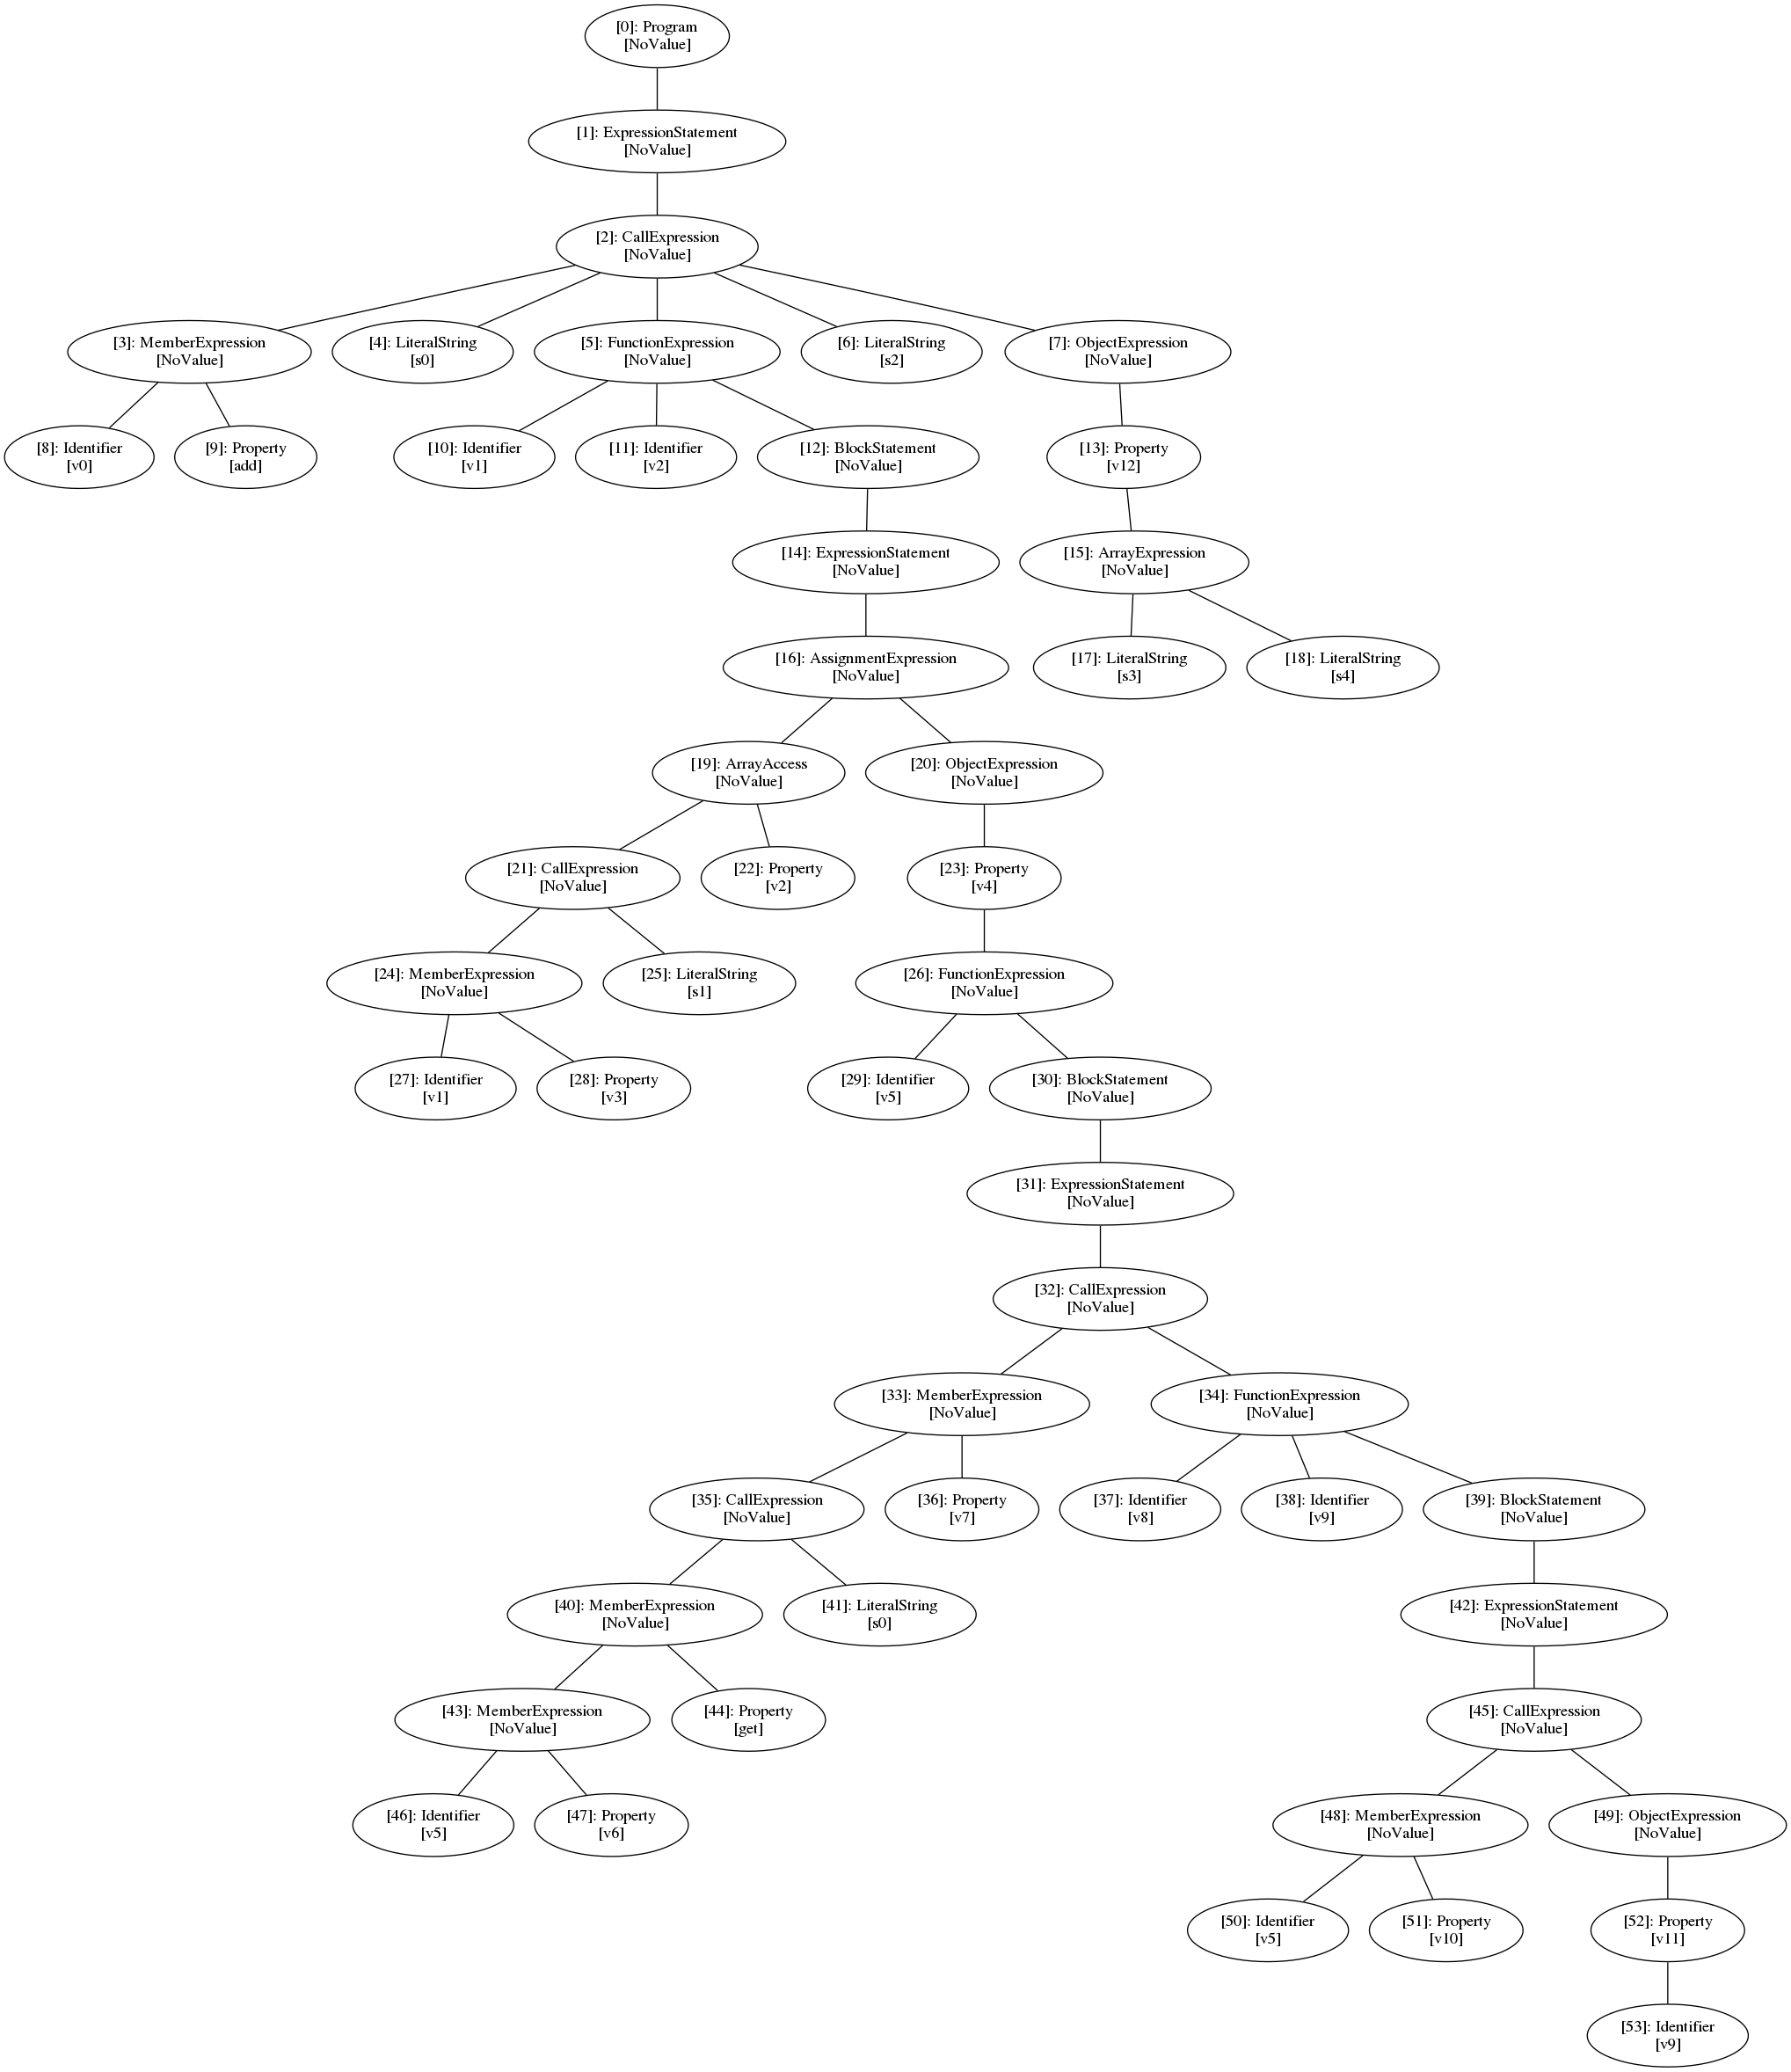 [0]: Program
[NoValue]
[1]: ExpressionStatement
[NoValue]
[2]: CallExpression
[NoValue]
[3]: MemberExpression
[NoValue]
[4]: LiteralString
[s0]
[5]: FunctionExpression
[NoValue]
[6]: LiteralString
[s2]
[7]: ObjectExpression
[NoValue]
[8]: Identifier
[v0]
[9]: Property
[add]
[10]: Identifier
[v1]
[11]: Identifier
[v2]
[12]: BlockStatement
[NoValue]
[13]: Property
[v12]
[14]: ExpressionStatement
[NoValue]
[15]: ArrayExpression
[NoValue]
[16]: AssignmentExpression
[NoValue]
[17]: LiteralString
[s3]
[18]: LiteralString
[s4]
[19]: ArrayAccess
[NoValue]
[20]: ObjectExpression
[NoValue]
[21]: CallExpression
[NoValue]
[22]: Property
[v2]
[23]: Property
[v4]
[24]: MemberExpression
[NoValue]
[25]: LiteralString
[s1]
[26]: FunctionExpression
[NoValue]
[27]: Identifier
[v1]
[28]: Property
[v3]
[29]: Identifier
[v5]
[30]: BlockStatement
[NoValue]
[31]: ExpressionStatement
[NoValue]
[32]: CallExpression
[NoValue]
[33]: MemberExpression
[NoValue]
[34]: FunctionExpression
[NoValue]
[35]: CallExpression
[NoValue]
[36]: Property
[v7]
[37]: Identifier
[v8]
[38]: Identifier
[v9]
[39]: BlockStatement
[NoValue]
[40]: MemberExpression
[NoValue]
[41]: LiteralString
[s0]
[42]: ExpressionStatement
[NoValue]
[43]: MemberExpression
[NoValue]
[44]: Property
[get]
[45]: CallExpression
[NoValue]
[46]: Identifier
[v5]
[47]: Property
[v6]
[48]: MemberExpression
[NoValue]
[49]: ObjectExpression
[NoValue]
[50]: Identifier
[v5]
[51]: Property
[v10]
[52]: Property
[v11]
[53]: Identifier
[v9]